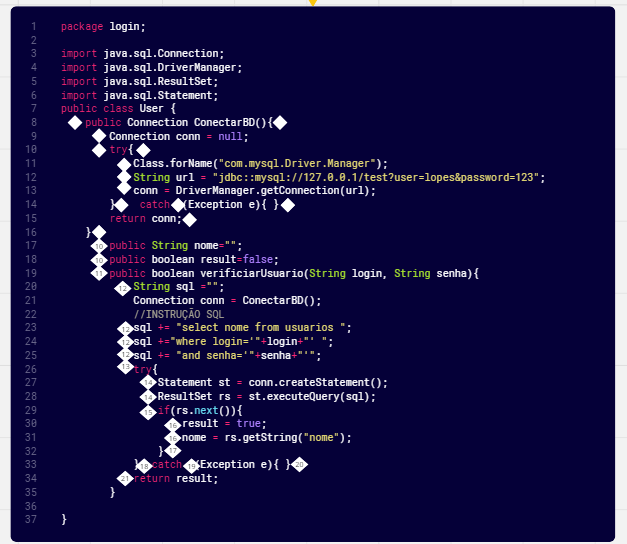 1 package login;
2
3 import java.sql.Connection;
4 import java.sql.DriverManager;
5 import java.sql.ResultSet;
6 import java.sql.Statement;
7 public class User {
8 public Connection ConectarBD(){
9 Connection conn = null;
10 try{
11 Class.forName("com.mysql.Driver.Manager");
12 String url = "jdbc::mysql://127.0.0.1/test?user=lopes&password=123";
13 conn = DriverManager.getConnection(url);
14 } catch (Exception e){ }
15 return conn;
16 }
17 public String nome="";
18 public boolean result=false;
19 11 public boolean verificiarUsuario(String login, String senha){
20 12 String sql ="";
21 Connection conn = ConectarBD();
22 //INSTRUÇÃO SQL
23 12 sql += "select nome from usuarios ";
24 12 sql +="where login='"+login+"' ";
25 12 sql += "and senha='"+senha+"'";
26 13 try{
27 14 Statement st = conn.createStatement();
28 14 ResultSet rs = st.executeQuery(sql);
29 15 if(rs.next()){
30 16 result = true;
31 16 nome = rs.getString("nome");
32 } 17
33 } 18 catch 19 (Exception e){ } 20
34 21 return result;
35 }
36
37 }